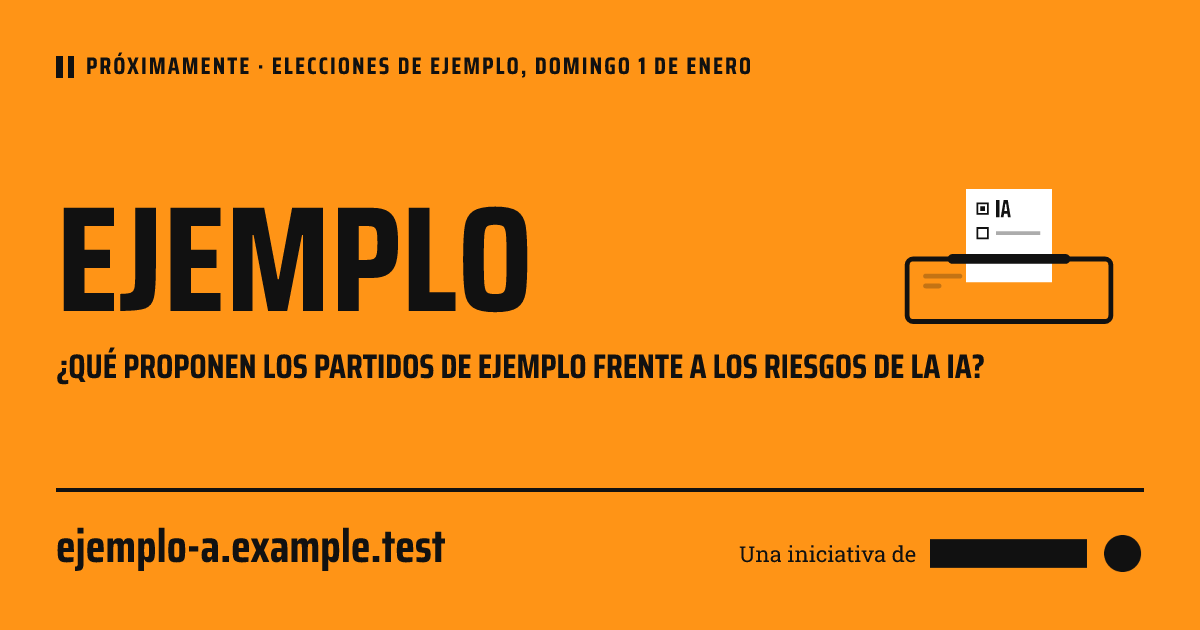 PRÓXIMAMENTE · ELECCIONES DE EJEMPLO, DOMINGO 1 DE ENERO
EJEMPLO
IA
¿QUÉ PROPONEN LOS PARTIDOS DE EJEMPLO FRENTE A LOS RIESGOS DE LA IA?
ejemplo-a.example.test
Una iniciativa de